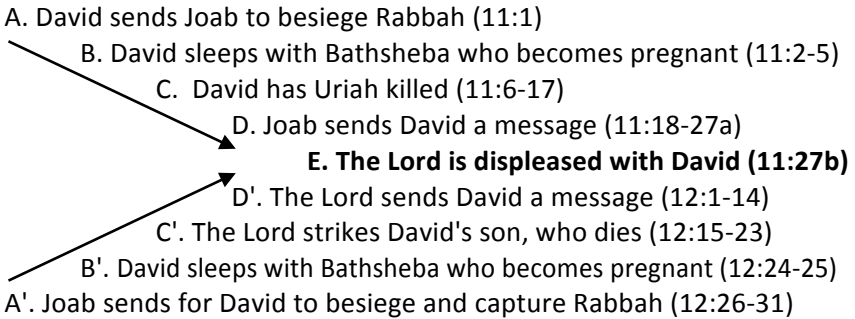 A. David sends Joab to besiege Rabbah (11:1)
B. David sleeps with Bathsheba who becomes pregnant (11:2-5)
C. David has Uriah killed (11:6-17)
D. Joab sends David a message (11:18-27a)
E. The Lord is displeased with David (11:27b)
D'. The Lord sends David a message (12:1-14)
C'. The Lord strikes David's son, who dies (12:15-23)
B'. David sleeps with Bathsheba who becomes pregnant (12:24-25)
A'. Joab sends for David to besiege and capture Rabbah (12:26-31)